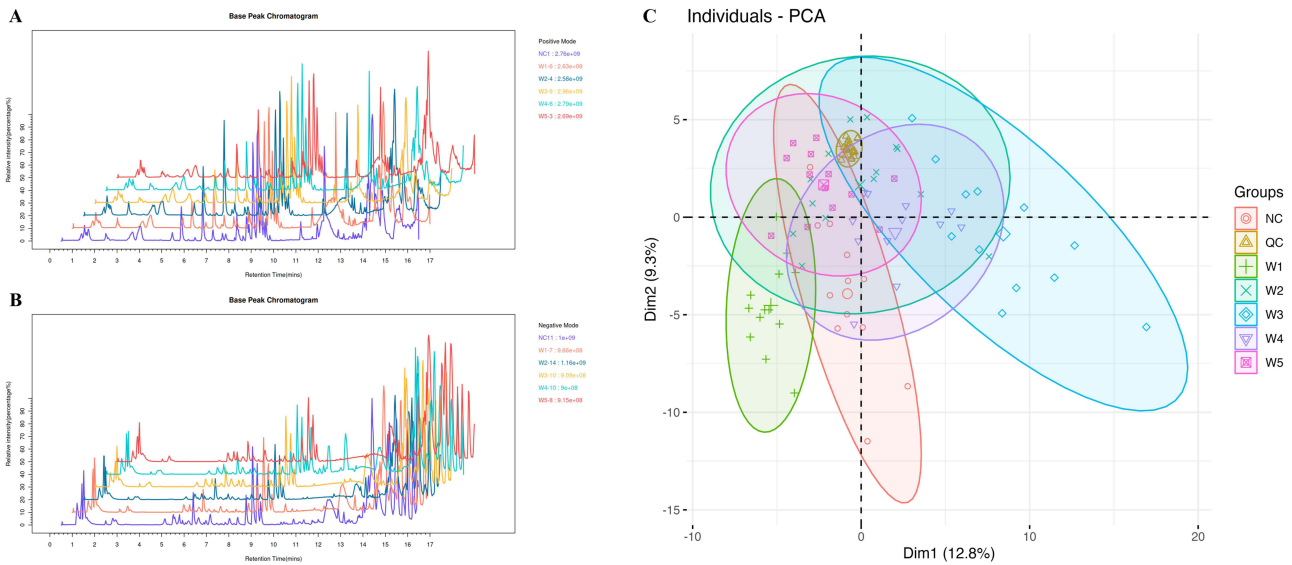 A
Base Peak Chromatogram
Relative intensity(percentage%)
0 10 20 30 40 50 60 70 80 90
0 1 2 3 4 5 6 7 8 9 10 11 12 13 14 15 16 17
Retention Time(mins)
Positive Mode
NC1 : 2.76e+09
W1-6 : 2.63e+09
W2-4 : 2.58e+09
W4-6 : 2.79e+09
W5-3 : 2.69e+09
B
Base Peak Chromatogram
Relative intensity(percentage%)
0 10 20 30 40 50 60 70 80 90
0 1 2 3 4 5 6 7 8 9 10 11 12 13 14 15 16 17
Retention Time(mins)
Negative Mode
NC11 : 1e+09
W1-7 : 9.66e+08
W2-14 : 1.16e+09
W3-10 : 9.09e+08
W4-10 : 9e+08
W5-8 : 9.15e+08
C
Individuals - PCA
Dim2 (9.3%)
5
0
-5
-10
-15
-10 0 10 20
Dim1 (12.8%)
Groups
NC
QC
W1
W2
W3
W4
W5